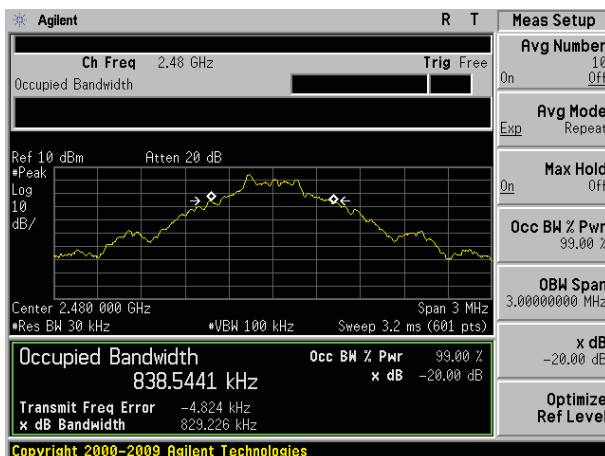 Agilent R T
Ch Freq 2.48 GHz Trig Free
Occupied Bandwidth
Ref 10 dBm Atten 20 dB
#Peak
Log
10
dB/
Center 2.480 000 GHz Span 3 MHz
#Res BW 30 kHz #VBW 100 kHz Sweep 3.2 ms (601 pts)
Occupied Bandwidth Occ BW % Pwr 99.00 %
838.5441 kHz x dB -20.00 dB
Transmit Freq Error -4.824 kHz
x dB Bandwidth 829.226 kHz
Copyright 2000-2009 Agilent Technologies
Meas Setup
Avg Number
10
On Off
Avg Mode
Exp Repeat
Max Hold
On Off
Occ BW % Pwr
99.00 %
OBW Span
3.00000000 MHz
x dB
-20.00 dB
Optimize
Ref Level